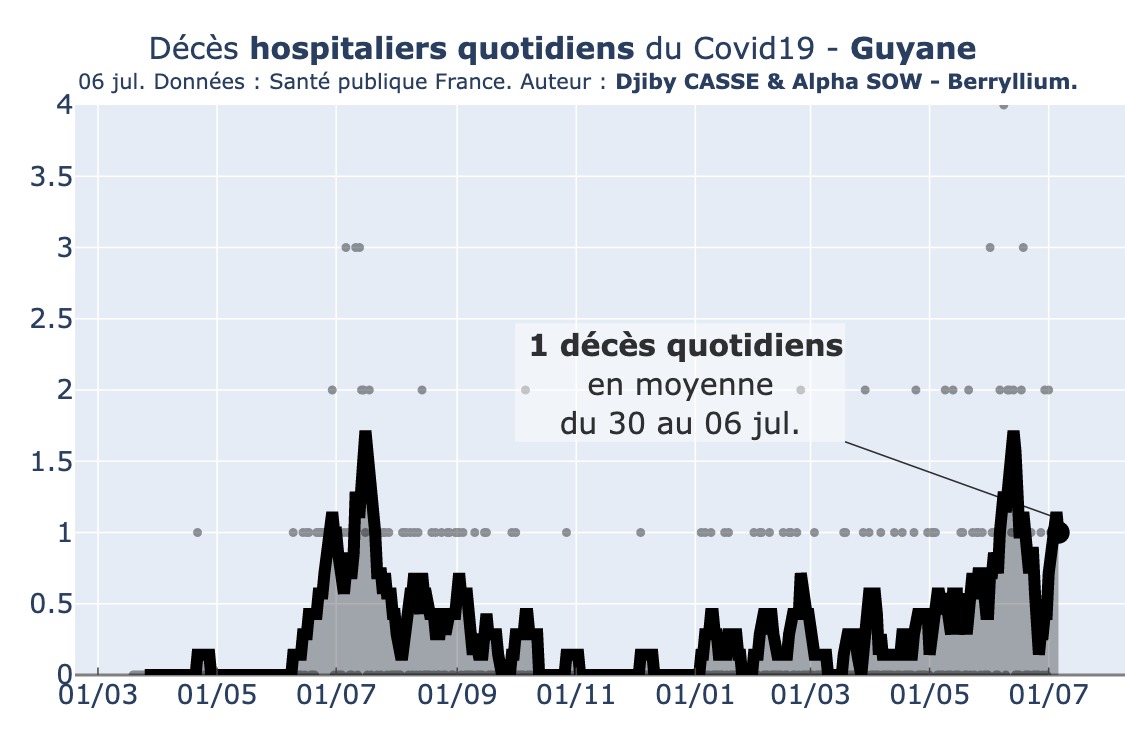 Décès hospitaliers quotidiens du Covid19 - Guyane
06 jul. Données : Santé publique France. Auteur : Djiby CASSE & Alpha SOW - Berryllium.
4
3.5
3
2.5
2
1.5
1
0.5
0
1 décès quotidiens
en moyenne
du 30 au 06 jul.
01/03 01/05 01/07 01/09 01/11 01/01 01/03 01/05 01/07